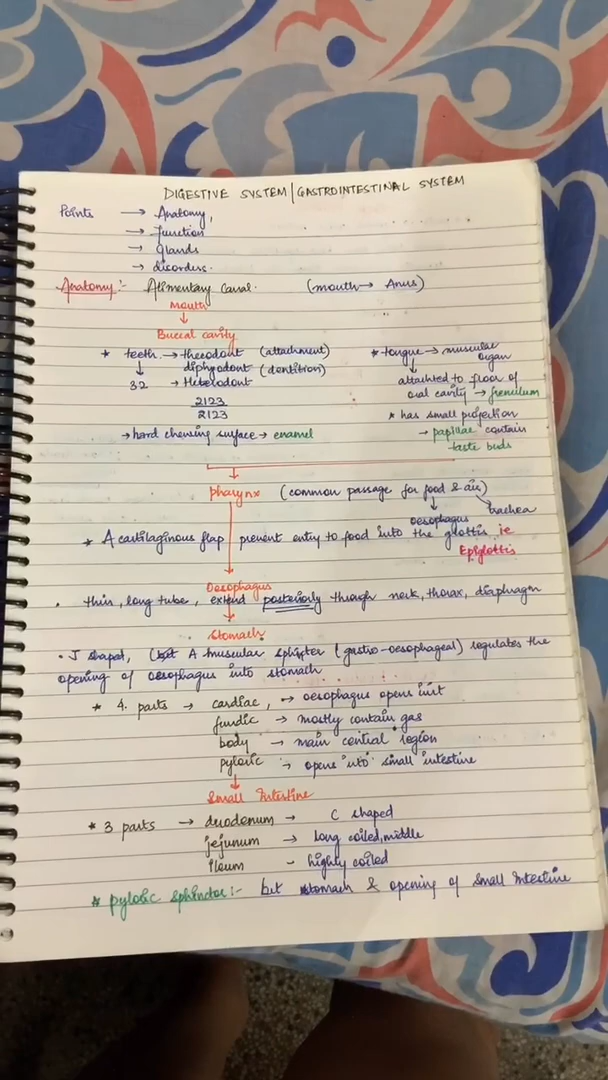 DIGESTIVE SYSTEM | GASTROINTESTINAL SYSTEM
Points → Anatomy,
→ function
→ glands
→ disorders.
Anatomy :- Alimentary Canal. (mouth → Anus)
Mouth
↓
Buccal cavity
* teeth → thecodont (attachment)
↓ diphyodont (dentition)
32 → Heterodont
2123
2123
→ hard chewing surface → enamel
* tongue → muscular organ
↓
attachted to floor of
oral cavity → frenulum
* has small projection
→ papillae contain
taste buds
pharynx (common passage for food & air)
oesophagus trachea
* A cartilaginous flap prevent entry to food into the glottis ie
Epiglottis
Oesophagus
• thin, long tube, extend posteriorly through neck, thorax, diaphragm
Stomach
• J shaped, A muscular sphincter (gastro-oesophageal) regulates the
opening of oesophagus into stomach
* 4. parts → cardiac, → oesophagus opens
fundic → mostly contain gas
body → main central region
pyloric → opens into small intestine
↓
Small Intestine
* 3 parts → duodenum → C shaped
jejunum → long coiled, middle
ileum - highly coiled
* pyloric sphincter :- bet stomach & opening of small Intestine